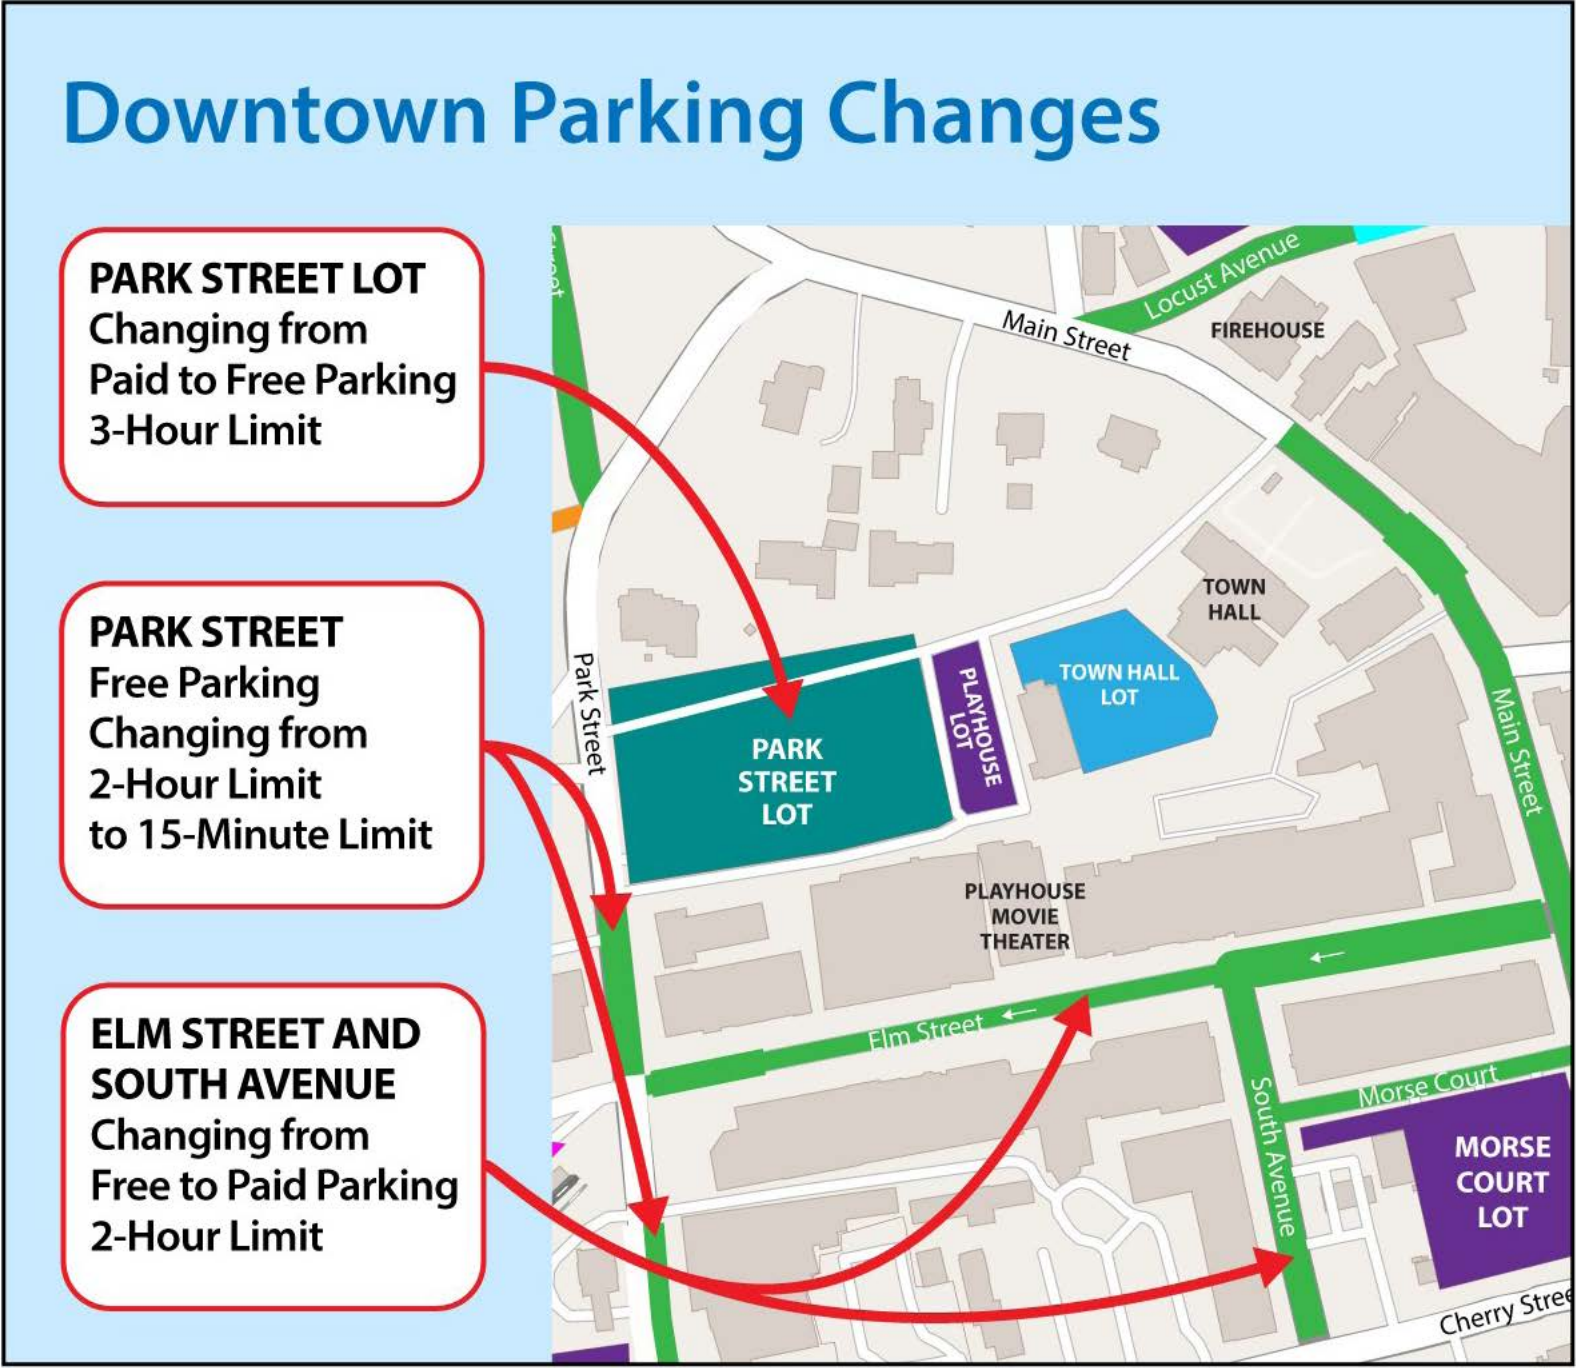 Downtown Parking Changes
PARK STREET LOT
Changing from
Paid to Free Parking
3-Hour Limit
PARK STREET
Free Parking
Changing from
2-Hour Limit
to 15-Minute Limit
ELM STREET AND
SOUTH AVENUE
Changing from
Free to Paid Parking
2-Hour Limit
Locust Avenue
Main Street
FIREHOUSE
TOWN
HALL
Park Street
PARK
STREET
LOT
PLAYHOUSE
LOT
TOWN HALL
LOT
Main Street
PLAYHOUSE
MOVIE
THEATER
Elm Street
South Avenue
Morse Court
MORSE
COURT
LOT
Cherry Stree